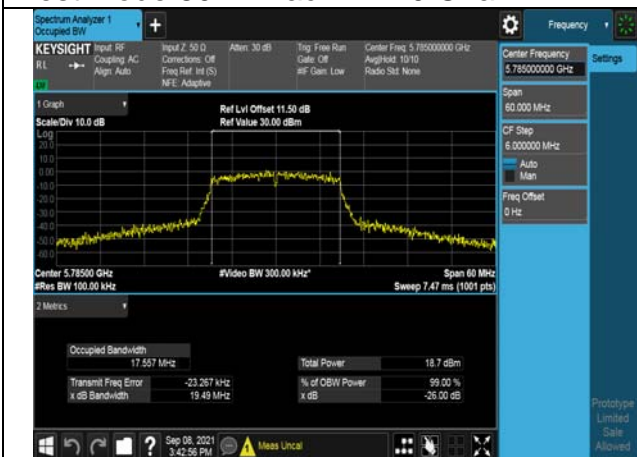 Spectrum Analyzer 1
Occupied BW
+
Frequency
KEYSIGHT
RL
Input: RF
Coupling: AC
Align: Auto
Input Z: 50 Ω
Corrections: Off
Freq Ref: Int (S)
NFE: Adaptive
Atten: 30 dB
Trig: Free Run
Gate: Off
#IF Gain: Low
Center Freq: 5.785000000 GHz
Avg|Hold: 10/10
Radio Std: None
Center Frequency
5.785000000 GHz
Settings
Span
60.000 MHz
CF Step
6.000000 MHz
Auto
Man
Freq Offset
0 Hz
1 Graph
Scale/Div 10.0 dB
Ref Lvl Offset 11.50 dB
Ref Value 30.00 dBm
Log
20.0
10.0
0.00
-10.0
-20.0
-30.0
-40.0
-50.0
-60.0
Center 5.78500 GHz
#Res BW 100.00 kHz
#Video BW 300.00 kHz*
Span 60 MHz
Sweep 7.47 ms (1001 pts)
2 Metrics
Occupied Bandwidth
17.557 MHz
Total Power 18.7 dBm
Transmit Freq Error -23.267 kHz
% of OBW Power 99.00 %
x dB Bandwidth 19.49 MHz
x dB -26.00 dB
Prototype
Limited
Sale
Allowed
?
Sep 08, 2021
3:42:56 PM
Meas Uncal